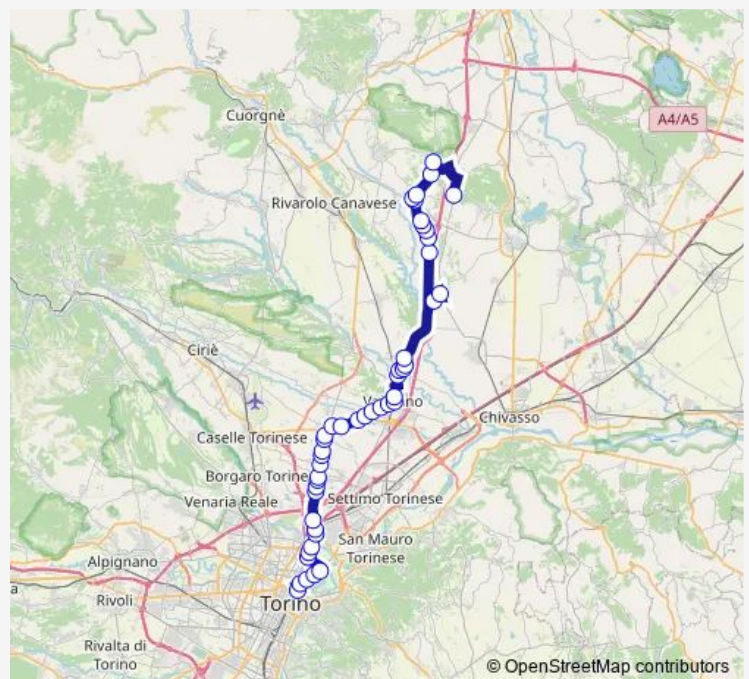 Cuorgnè
A4/A5
Rivarolo Canavese
Ciriè
Chivasso
Caselle Torinese
Borgaro Torine
Settimo Torinese
Venaria Reale
San Mauro
Torinese
Alpignano
Rivoli
Torino
Rivalta di
Torino
© OpenStreetMap contributors